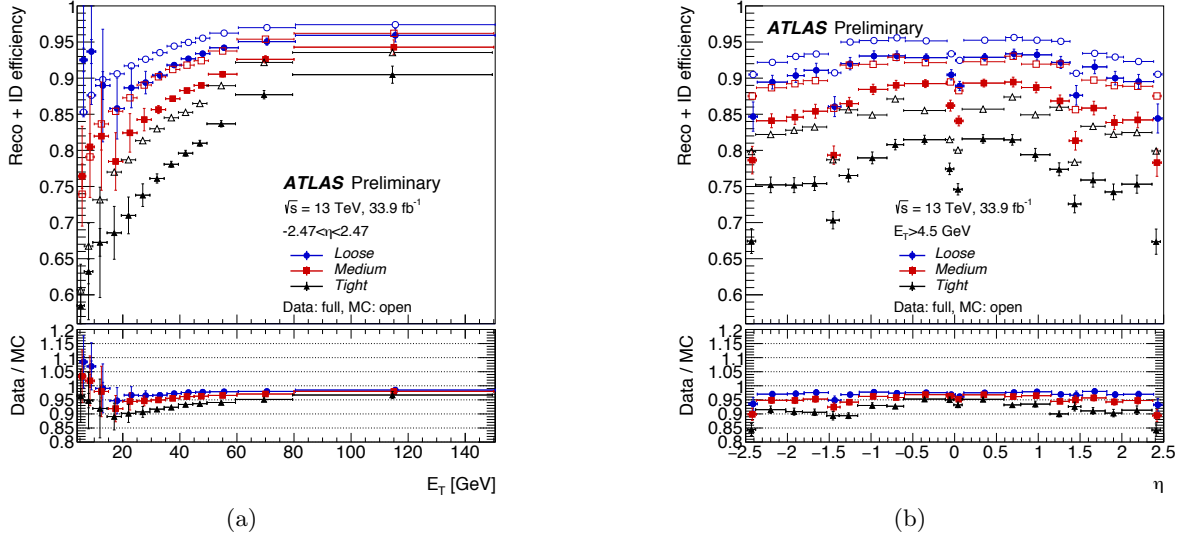 Reco + ID efficiency
1
0.95
0.9
0.85
0.8
0.75
0.7
0.65
0.6
ATLAS Preliminary
√s = 13 TeV, 33.9 fb-1
-2.47<η<2.47
Loose
Medium
Tight
Data: full, MC: open
Data / MC
1.2
1.15
1.1
1.05
1
0.95
0.9
0.85
0.8
20 40 60 80 100 120 140
ET [GeV]
(a)
Reco + ID efficiency
1
0.95
0.9
0.85
0.8
0.75
0.7
0.65
0.6
ATLAS Preliminary
√s = 13 TeV, 33.9 fb-1
ET>4.5 GeV
Loose
Medium
Tight
Data: full, MC: open
Data / MC
1.2
1.15
1.1
1.05
1
0.95
0.9
0.85
0.8
−2.5 −2 −1.5 −1 −0.5 0 0.5 1 1.5 2 2.5
η
(b)